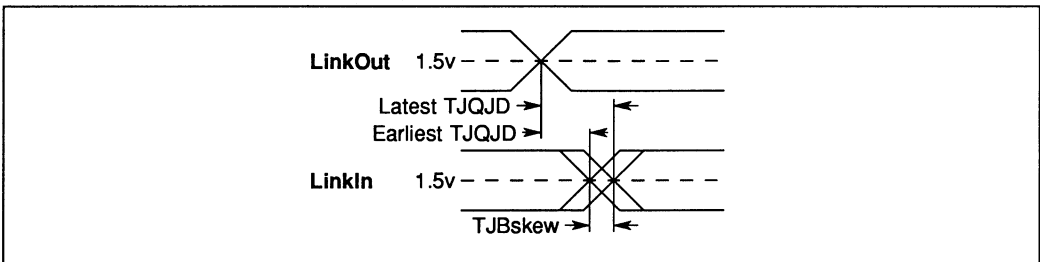 LinkOut 1.5v
Latest TJQJD
Earliest TJQJD
LinkIn 1.5v
TJBskew